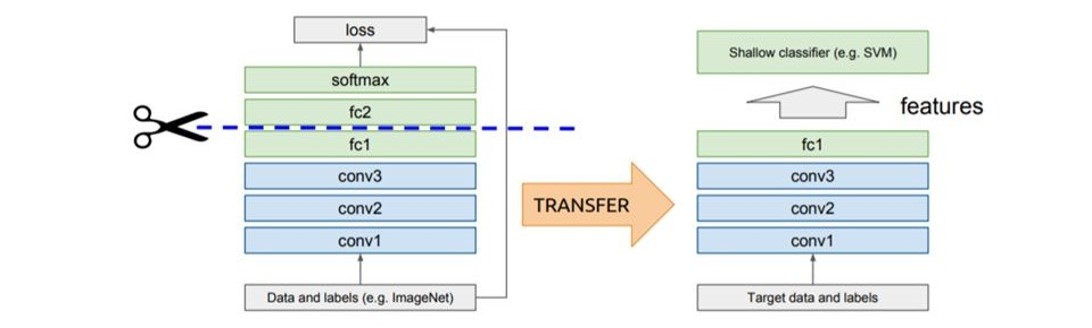 loss
softmax
fc2
fc1
conv3
conv2
conv1
Data and labels (e.g. ImageNet)
TRANSFER
Shallow classifier (e.g. SVM)
features
fc1
conv3
conv2
conv1
Target data and labels